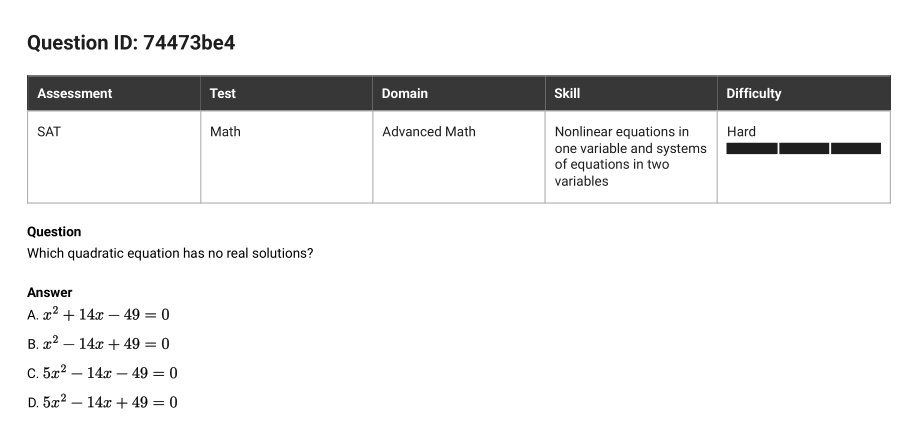 Question ID: 74473be4
Assessment Test Domain Skill Difficulty
SAT Math Advanced Math Nonlinear equations in one variable and systems of equations in two variables Hard
Question
Which quadratic equation has no real solutions?
Answer
A. x² + 14x − 49 = 0
B. x² − 14x + 49 = 0
C. 5x² − 14x − 49 = 0
D. 5x² − 14x + 49 = 0